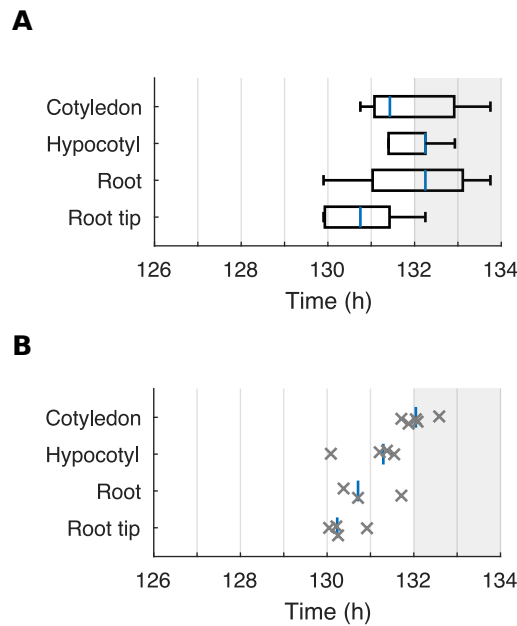 A
Cotyledon
Hypocotyl
Root
Root tip
126 128 130 132 134
Time (h)
B
Cotyledon
Hypocotyl
Root
Root tip
126 128 130 132 134
Time (h)